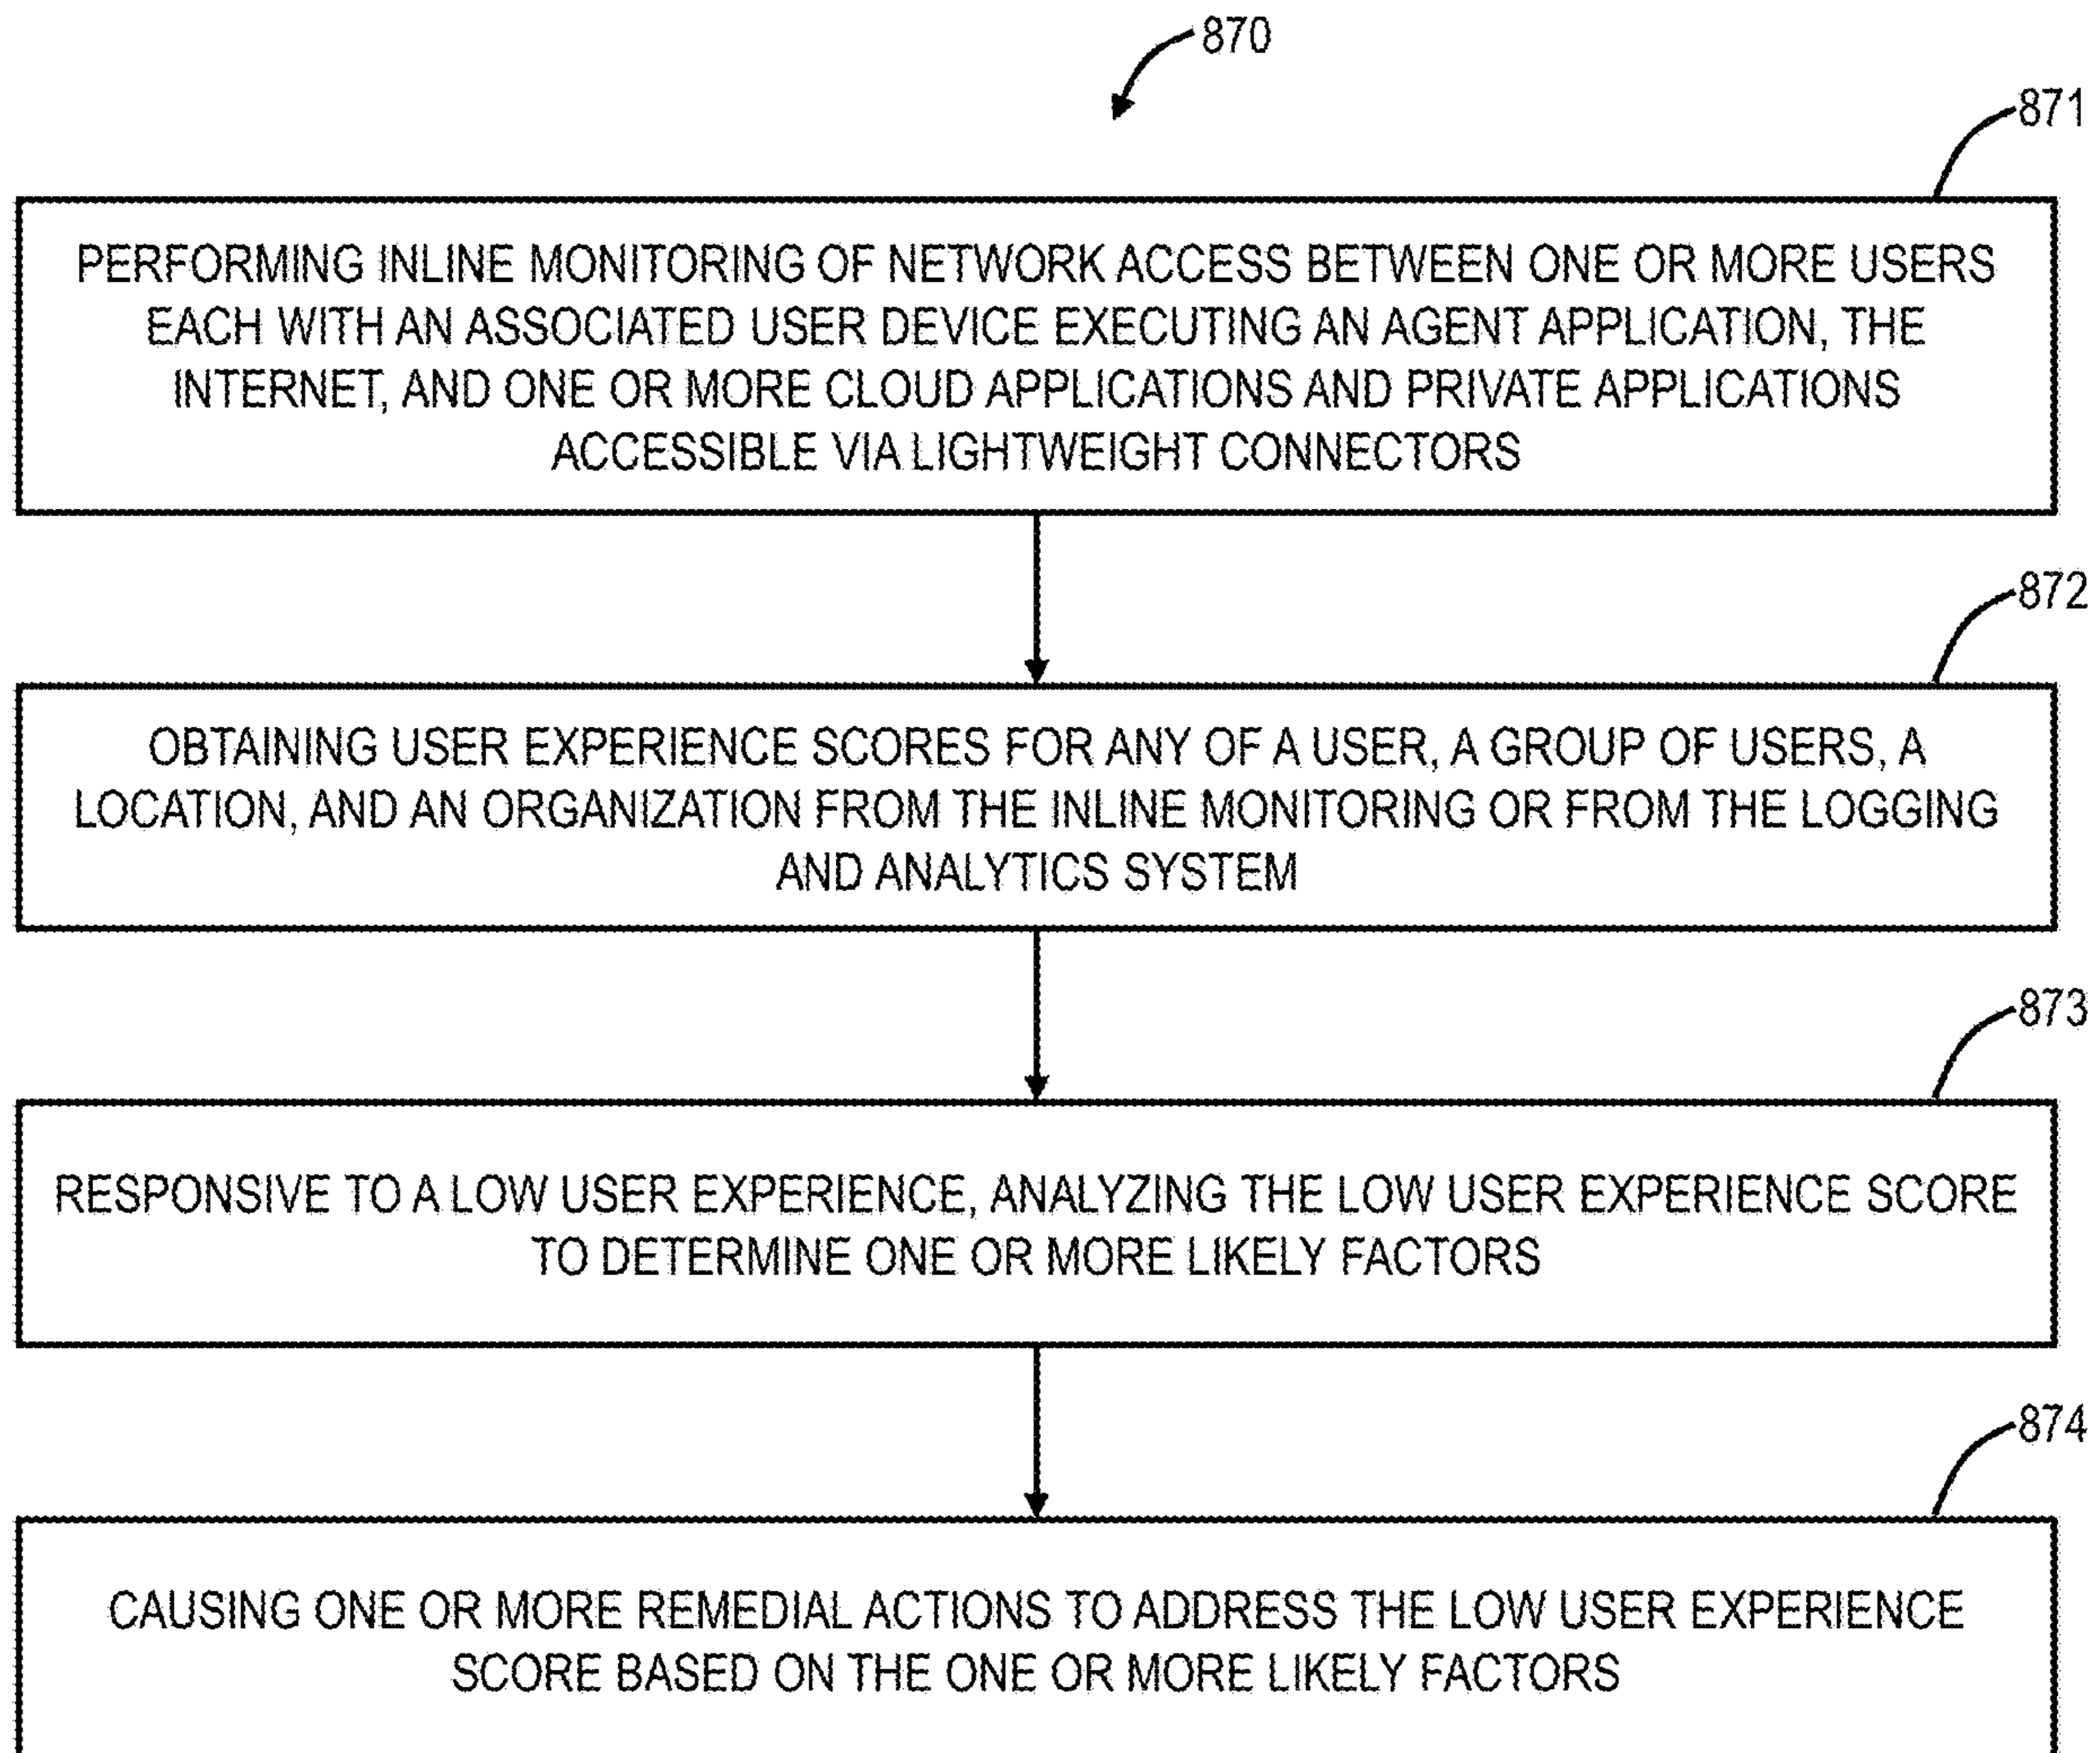 870
871
PERFORMING INLINE MONITORING OF NETWORK ACCESS BETWEEN ONE OR MORE USERS
EACH WITH AN ASSOCIATED USER DEVICE EXECUTING AN AGENT APPLICATION, THE
INTERNET, AND ONE OR MORE CLOUD APPLICATIONS AND PRIVATE APPLICATIONS
ACCESSIBLE VIA LIGHTWEIGHT CONNECTORS
872
OBTAINING USER EXPERIENCE SCORES FOR ANY OF A USER, A GROUP OF USERS, A
LOCATION, AND AN ORGANIZATION FROM THE INLINE MONITORING OR FROM THE LOGGING
AND ANALYTICS SYSTEM
873
RESPONSIVE TO A LOW USER EXPERIENCE, ANALYZING THE LOW USER EXPERIENCE SCORE
TO DETERMINE ONE OR MORE LIKELY FACTORS
874
CAUSING ONE OR MORE REMEDIAL ACTIONS TO ADDRESS THE LOW USER EXPERIENCE
SCORE BASED ON THE ONE OR MORE LIKELY FACTORS